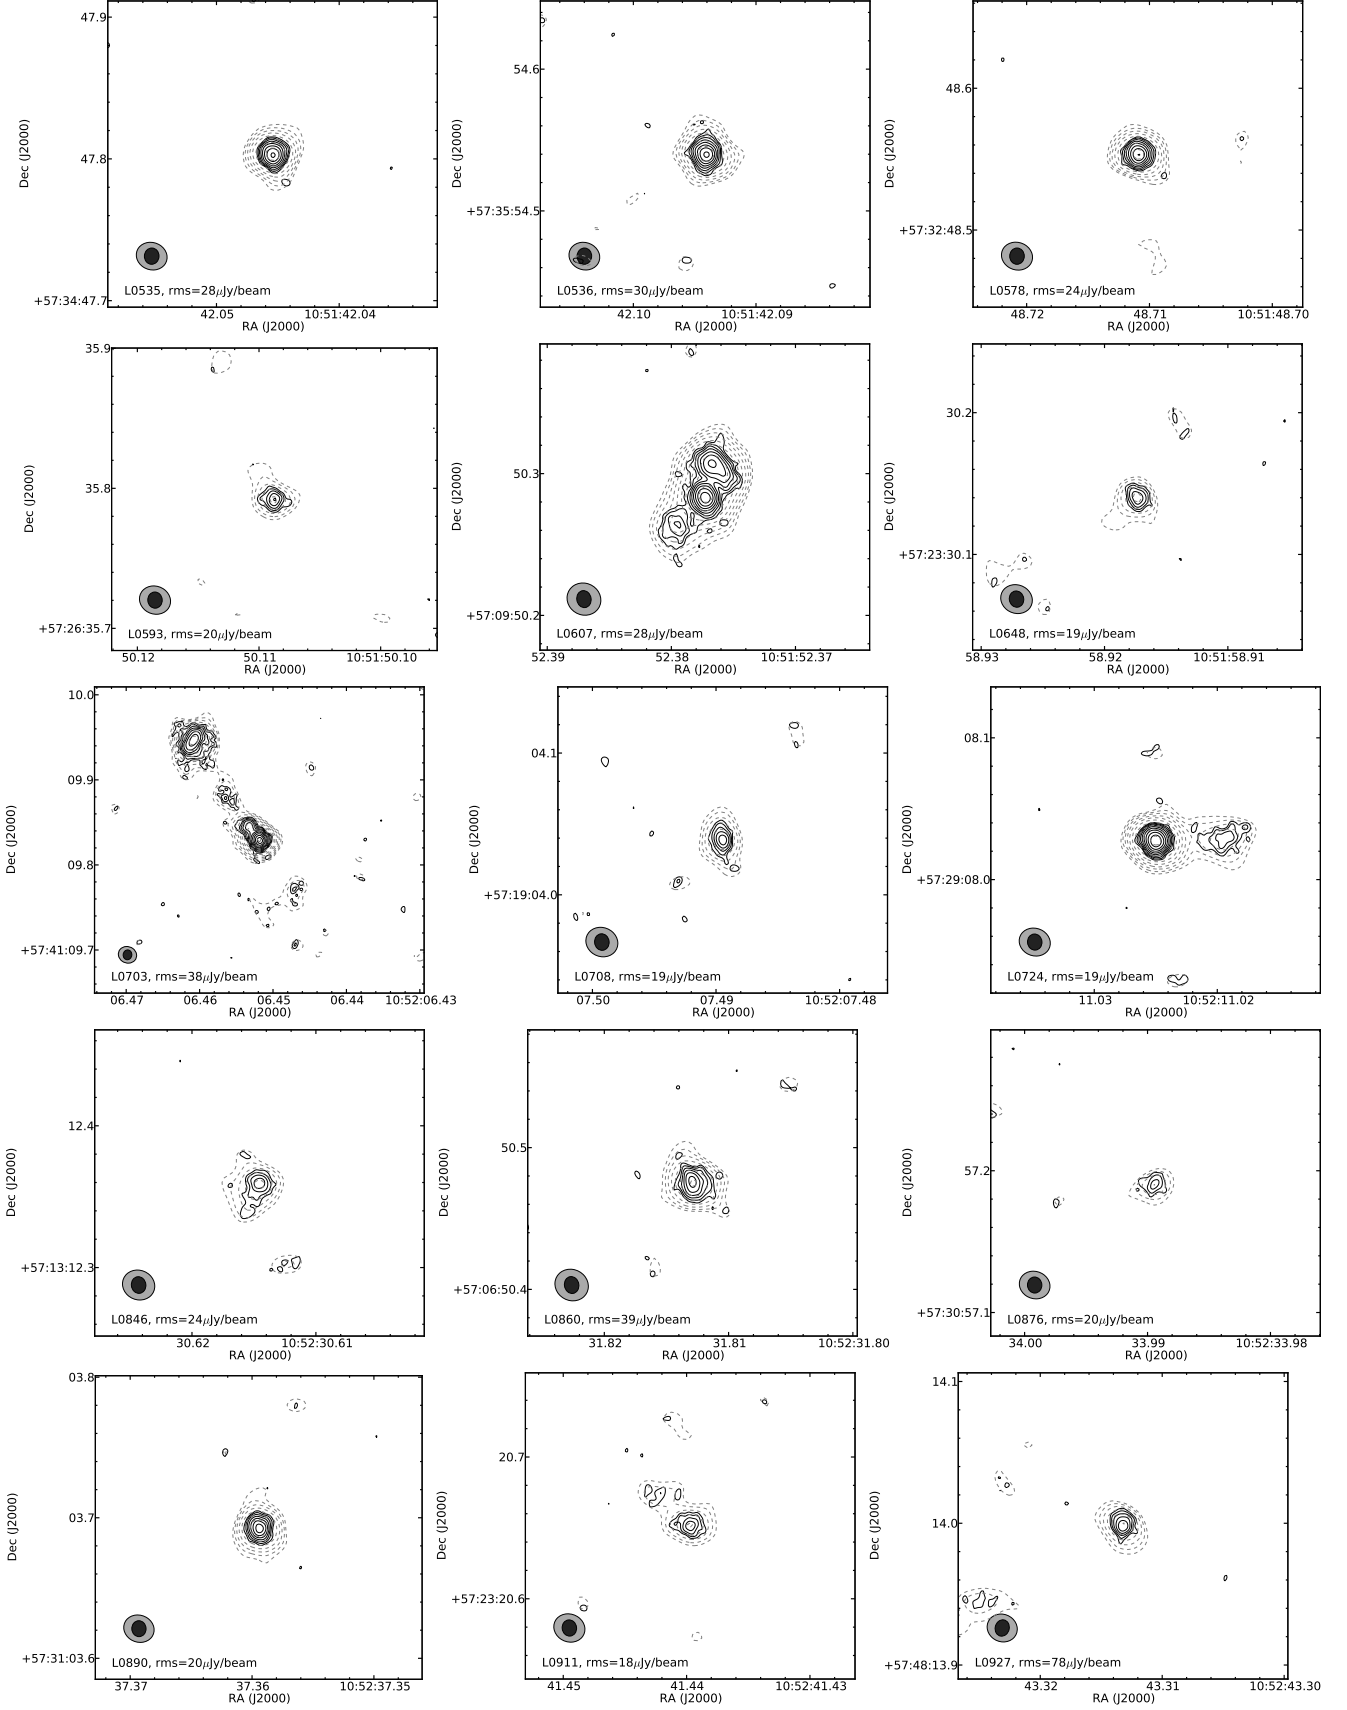 47.9
47.8
+57:34:47.7
Dec (J2000)
L0535, rms=28μJy/beam
42.05 10:51:42.04
RA (J2000)
54.6
+57:35:54.5
Dec (J2000)
L0536, rms=30μJy/beam
42.10 10:51:42.09
RA (J2000)
48.6
+57:32:48.5
Dec (J2000)
L0578, rms=24μJy/beam
48.72 48.71 10:51:48.70
RA (J2000)
35.9
35.8
+57:26:35.7
Dec (J2000)
L0593, rms=20μJy/beam
50.12 50.11 10:51:50.10
RA (J2000)
50.3
+57:09:50.2
Dec (J2000)
L0607, rms=28μJy/beam
52.39 52.38 10:51:52.37
RA (J2000)
30.2
+57:23:30.1
Dec (J2000)
L0648, rms=19μJy/beam
58.93 58.92 10:51:58.91
RA (J2000)
10.0
09.9
09.8
+57:41:09.7
Dec (J2000)
L0703, rms=38μJy/beam
06.47 06.46 06.45 06.44 10:52:06.43
RA (J2000)
04.1
+57:19:04.0
Dec (J2000)
L0708, rms=19μJy/beam
07.50 07.49 10:52:07.48
RA (J2000)
08.1
+57:29:08.0
Dec (J2000)
L0724, rms=19μJy/beam
11.03 10:52:11.02
RA (J2000)
12.4
+57:13:12.3
Dec (J2000)
L0846, rms=24μJy/beam
30.62 10:52:30.61
RA (J2000)
50.5
+57:06:50.4
Dec (J2000)
L0860, rms=39μJy/beam
31.82 31.81 10:52:31.80
RA (J2000)
57.2
+57:30:57.1
Dec (J2000)
L0876, rms=20μJy/beam
34.00 33.99 10:52:33.98
RA (J2000)
03.8
03.7
+57:31:03.6
Dec (J2000)
L0890, rms=20μJy/beam
37.37 37.36 10:52:37.35
RA (J2000)
20.7
+57:23:20.6
Dec (J2000)
L0911, rms=18μJy/beam
41.45 41.44 10:52:41.43
RA (J2000)
14.1
14.0
+57:48:13.9
Dec (J2000)
L0927, rms=78μJy/beam
43.32 43.31 10:52:43.30
RA (J2000)